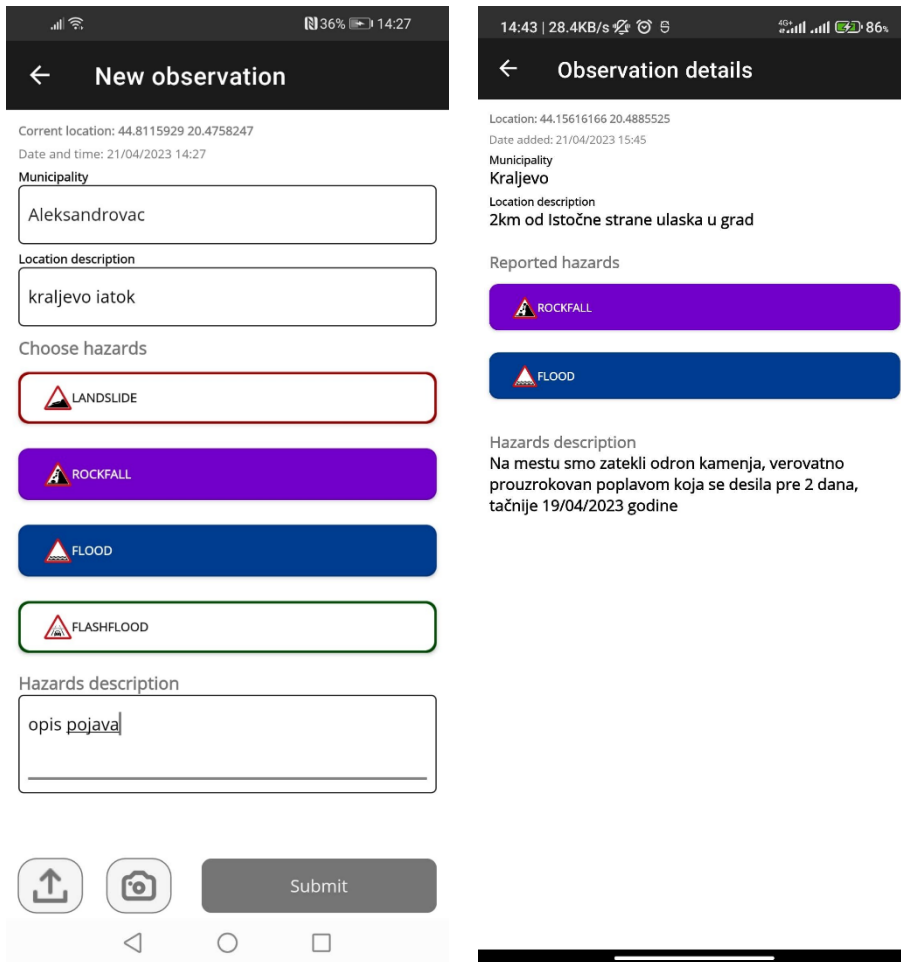 36% 14:27
New observation
Corrent location: 44.8115929 20.4758247
Date and time: 21/04/2023 14:27
Municipality
Aleksandrovac
Location description
kraljevo iatok
Choose hazards
LANDSLIDE
ROCKFALL
FLOOD
FLASHFLOOD
Hazards description
opis pojava
Submit
14:43 | 28.4KB/s 4G+ 86%
Observation details
Location: 44.15616166 20.4885525
Date added: 21/04/2023 15:45
Municipality
Kraljevo
Location description
2km od Istočne strane ulaska u grad
Reported hazards
ROCKFALL
FLOOD
Hazards description
Na mestu smo zatekli odron kamenja, verovatno
prouzrokovan poplavom koja se desila pre 2 dana,
tačnije 19/04/2023 godine